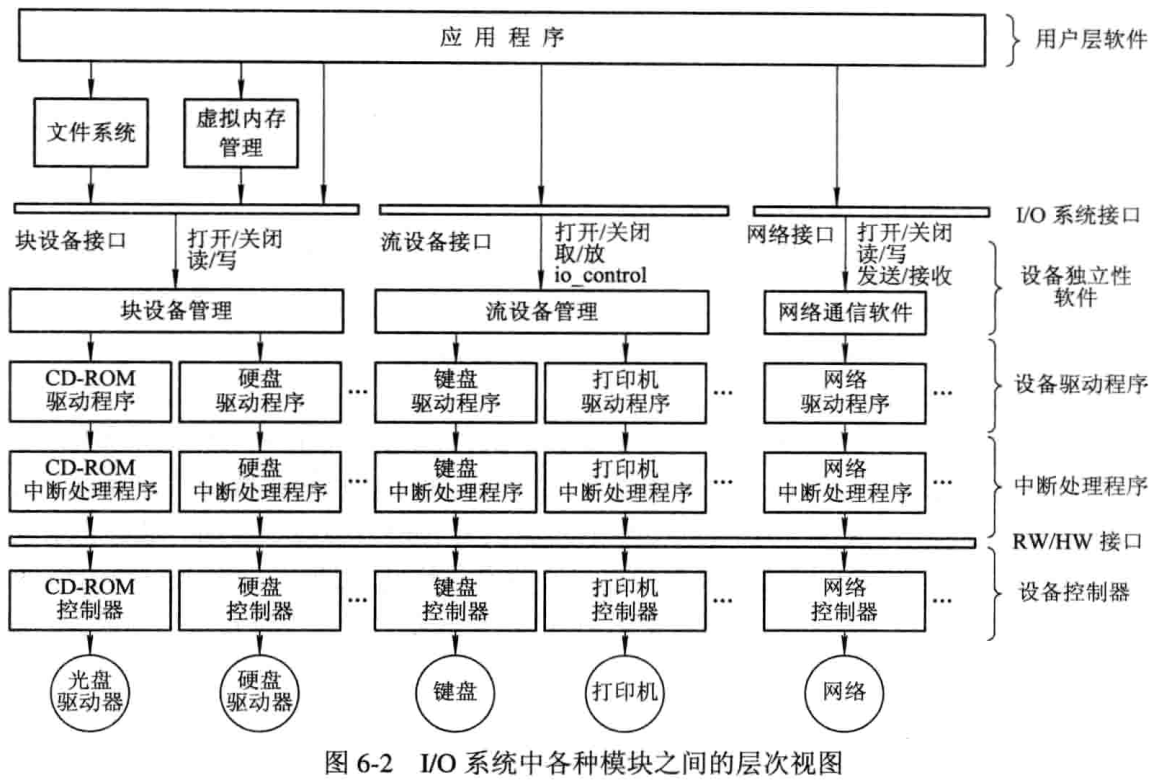 应用程序
用户层软件
文件系统
虚拟内存
管理
I/O 系统接口
块设备接口
打开/关闭
读/写
流设备接口
打开/关闭
取/放
io_control
网络接口
打开/关闭
读/写
发送/接收
设备独立性
软件
块设备管理
流设备管理
网络通信软件
CD-ROM
驱动程序
硬盘
驱动程序
…
键盘
驱动程序
打印机
驱动程序
…
网络
驱动程序
…
设备驱动程序
CD-ROM
中断处理程序
硬盘
中断处理程序
…
键盘
中断处理程序
打印机
中断处理程序
…
网络
中断处理程序
…
中断处理程序
RW/HW 接口
CD-ROM
控制器
硬盘
控制器
…
键盘
控制器
打印机
控制器
…
网络
控制器
…
设备控制器
光盘
驱动器
硬盘
驱动器
键盘
打印机
网络
图 6-2 I/O 系统中各种模块之间的层次视图